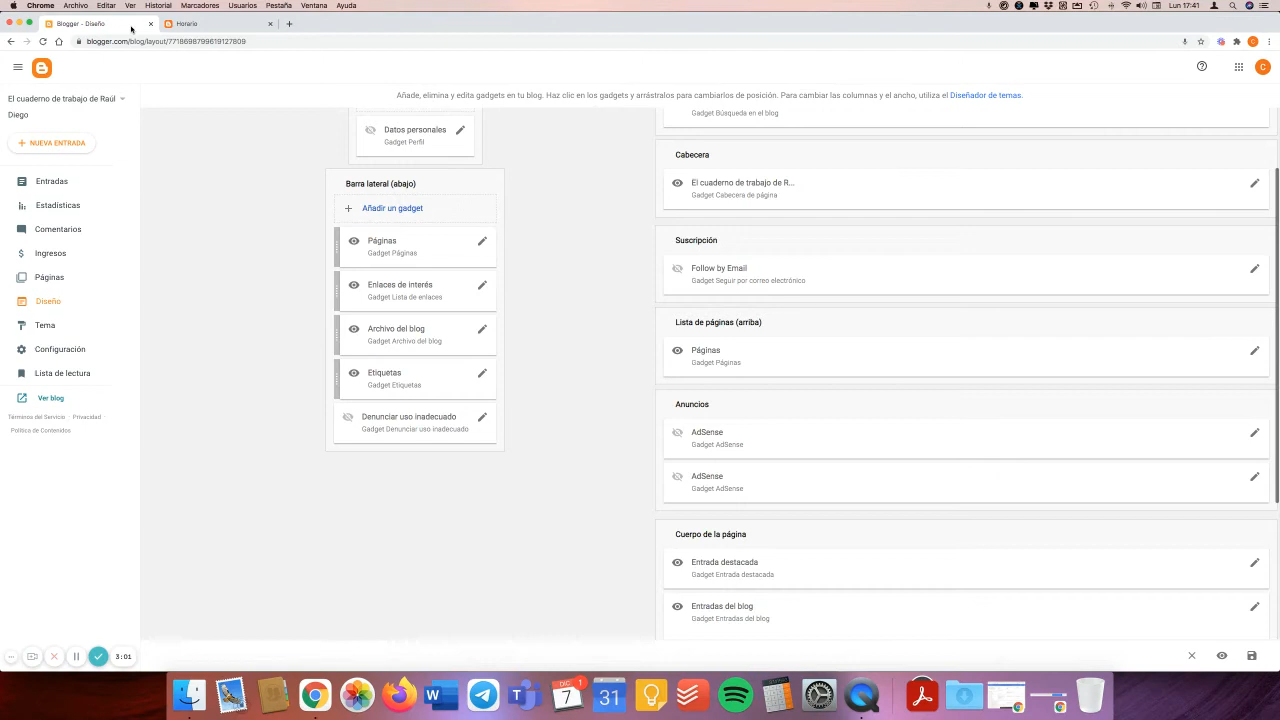 Chrome Archivo Editar Ver Historial Marcadores Usuarios Pestaña Ventana Ayuda
Lun 17:41
Blogger - Diseño
Horario
blogger.com/blog/layout/7718698799619127809
El cuaderno de trabajo de Raúl
Diego
NUEVA ENTRADA
Entradas
Estadísticas
Comentarios
Ingresos
Páginas
Diseño
Tema
Configuración
Lista de lectura
Ver blog
Términos del Servicio · Privacidad ·
Política de Contenidos
Añade, elimina y edita gadgets en tu blog. Haz clic en los gadgets y arrástralos para cambiarlos de posición. Para cambiar las columnas y el ancho, utiliza el Diseñador de temas.
Datos personales
Gadget Perfil
Barra lateral (abajo)
Añadir un gadget
Páginas
Gadget Páginas
Enlaces de interés
Gadget Lista de enlaces
Archivo del blog
Gadget Archivo del blog
Etiquetas
Gadget Etiquetas
Denunciar uso inadecuado
Gadget Denunciar uso inadecuado
Gadget Búsqueda en el blog
Cabecera
El cuaderno de trabajo de R...
Gadget Cabecera de página
Suscripción
Follow by Email
Gadget Seguir por correo electrónico
Lista de páginas (arriba)
Páginas
Gadget Páginas
Anuncios
AdSense
Gadget AdSense
AdSense
Gadget AdSense
Cuerpo de la página
Entrada destacada
Gadget Entrada destacada
Entradas del blog
Gadget Entradas del blog
3:01
DIC
7
1
31